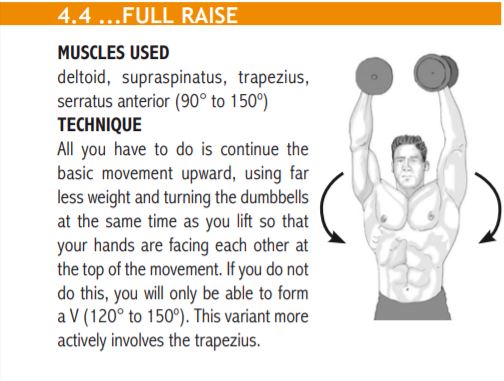 4.4 ...FULL RAISE
MUSCLES USED
deltoid, supraspinatus, trapezius,
serratus anterior (90° to 150º)
TECHNIQUE
All you have to do is continue the
basic movement upward, using far
less weight and turning the dumbbells
at the same time as you lift so that
your hands are facing each other at
the top of the movement. If you do not
do this, you will only be able to form
a V (120° to 150º). This variant more
actively involves the trapezius.